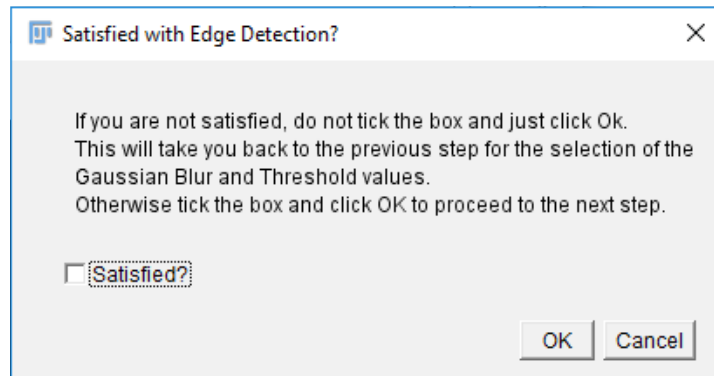 Satisfied with Edge Detection?
If you are not satisfied, do not tick the box and just click Ok.
This will take you back to the previous step for the selection of the
Gaussian Blur and Threshold values.
Otherwise tick the box and click OK to proceed to the next step.
Satisfied?
OK Cancel